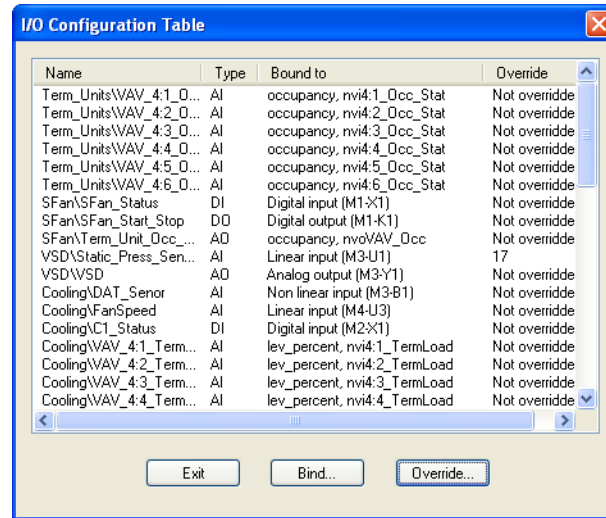 I/O Configuration Table
Name Type Bound to Override
Term_Units\VAV_4:1_O... AI occupancy, nvi4:1_Occ_Stat Not overridde
Term_Units\VAV_4:2_O... AI occupancy, nvi4:2_Occ_Stat Not overridde
Term_Units\VAV_4:3_O... AI occupancy, nvi4:3_Occ_Stat Not overridde
Term_Units\VAV_4:4_O... AI occupancy, nvi4:4_Occ_Stat Not overridde
Term_Units\VAV_4:5_O... AI occupancy, nvi4:5_Occ_Stat Not overridde
Term_Units\VAV_4:6_O... AI occupancy, nvi4:6_Occ_Stat Not overridde
SFan\SFan_Status DI Digital input (M1-X1) Not overridde
SFan\SFan_Start_Stop DO Digital output (M1-K1) Not overridde
SFan\Term_Unit_Occ_... AO occupancy, nvoVAV_Occ Not overridde
VSD\Static_Press_Sen... AI Linear input (M3-U1) 17
VSD\VSD AO Analog output (M3-Y1) Not overridde
Cooling\DAT_Senor AI Non linear input (M3-B1) Not overridde
Cooling\FanSpeed AI Linear input (M4-U3) Not overridde
Cooling\C1_Status DI Digital input (M2-X1) Not overridde
Cooling\VAV_4:1_Term... AI lev_percent, nvi4:1_TermLoad Not overridde
Cooling\VAV_4:2_Term... AI lev_percent, nvi4:2_TermLoad Not overridde
Cooling\VAV_4:3_Term... AI lev_percent, nvi4:3_TermLoad Not overridde
Cooling\VAV_4:4_Term... AI lev_percent, nvi4:4_TermLoad Not overridde
Exit Bind... Override...